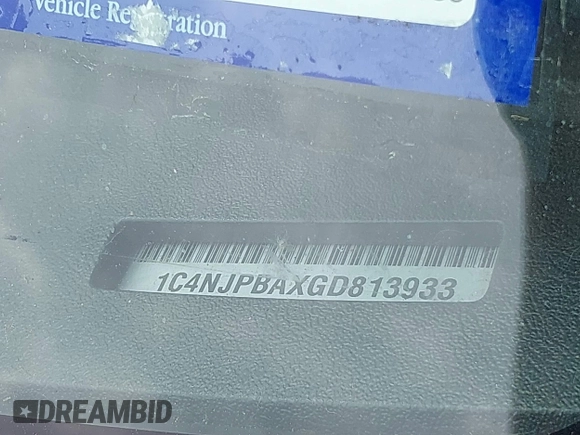 Vehicle Registration
1C4NJPBAXGD813933
DREAMBID